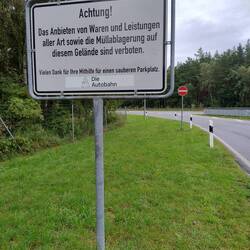 Achtung!
Das Anbieten von Waren und Leistungen
aller Art sowie die Müllablagerung auf
diesem Gelände sind verboten.
Vielen Dank für Ihre Mithilfe für einen sauberen Parkplatz.
Die
Autobahn